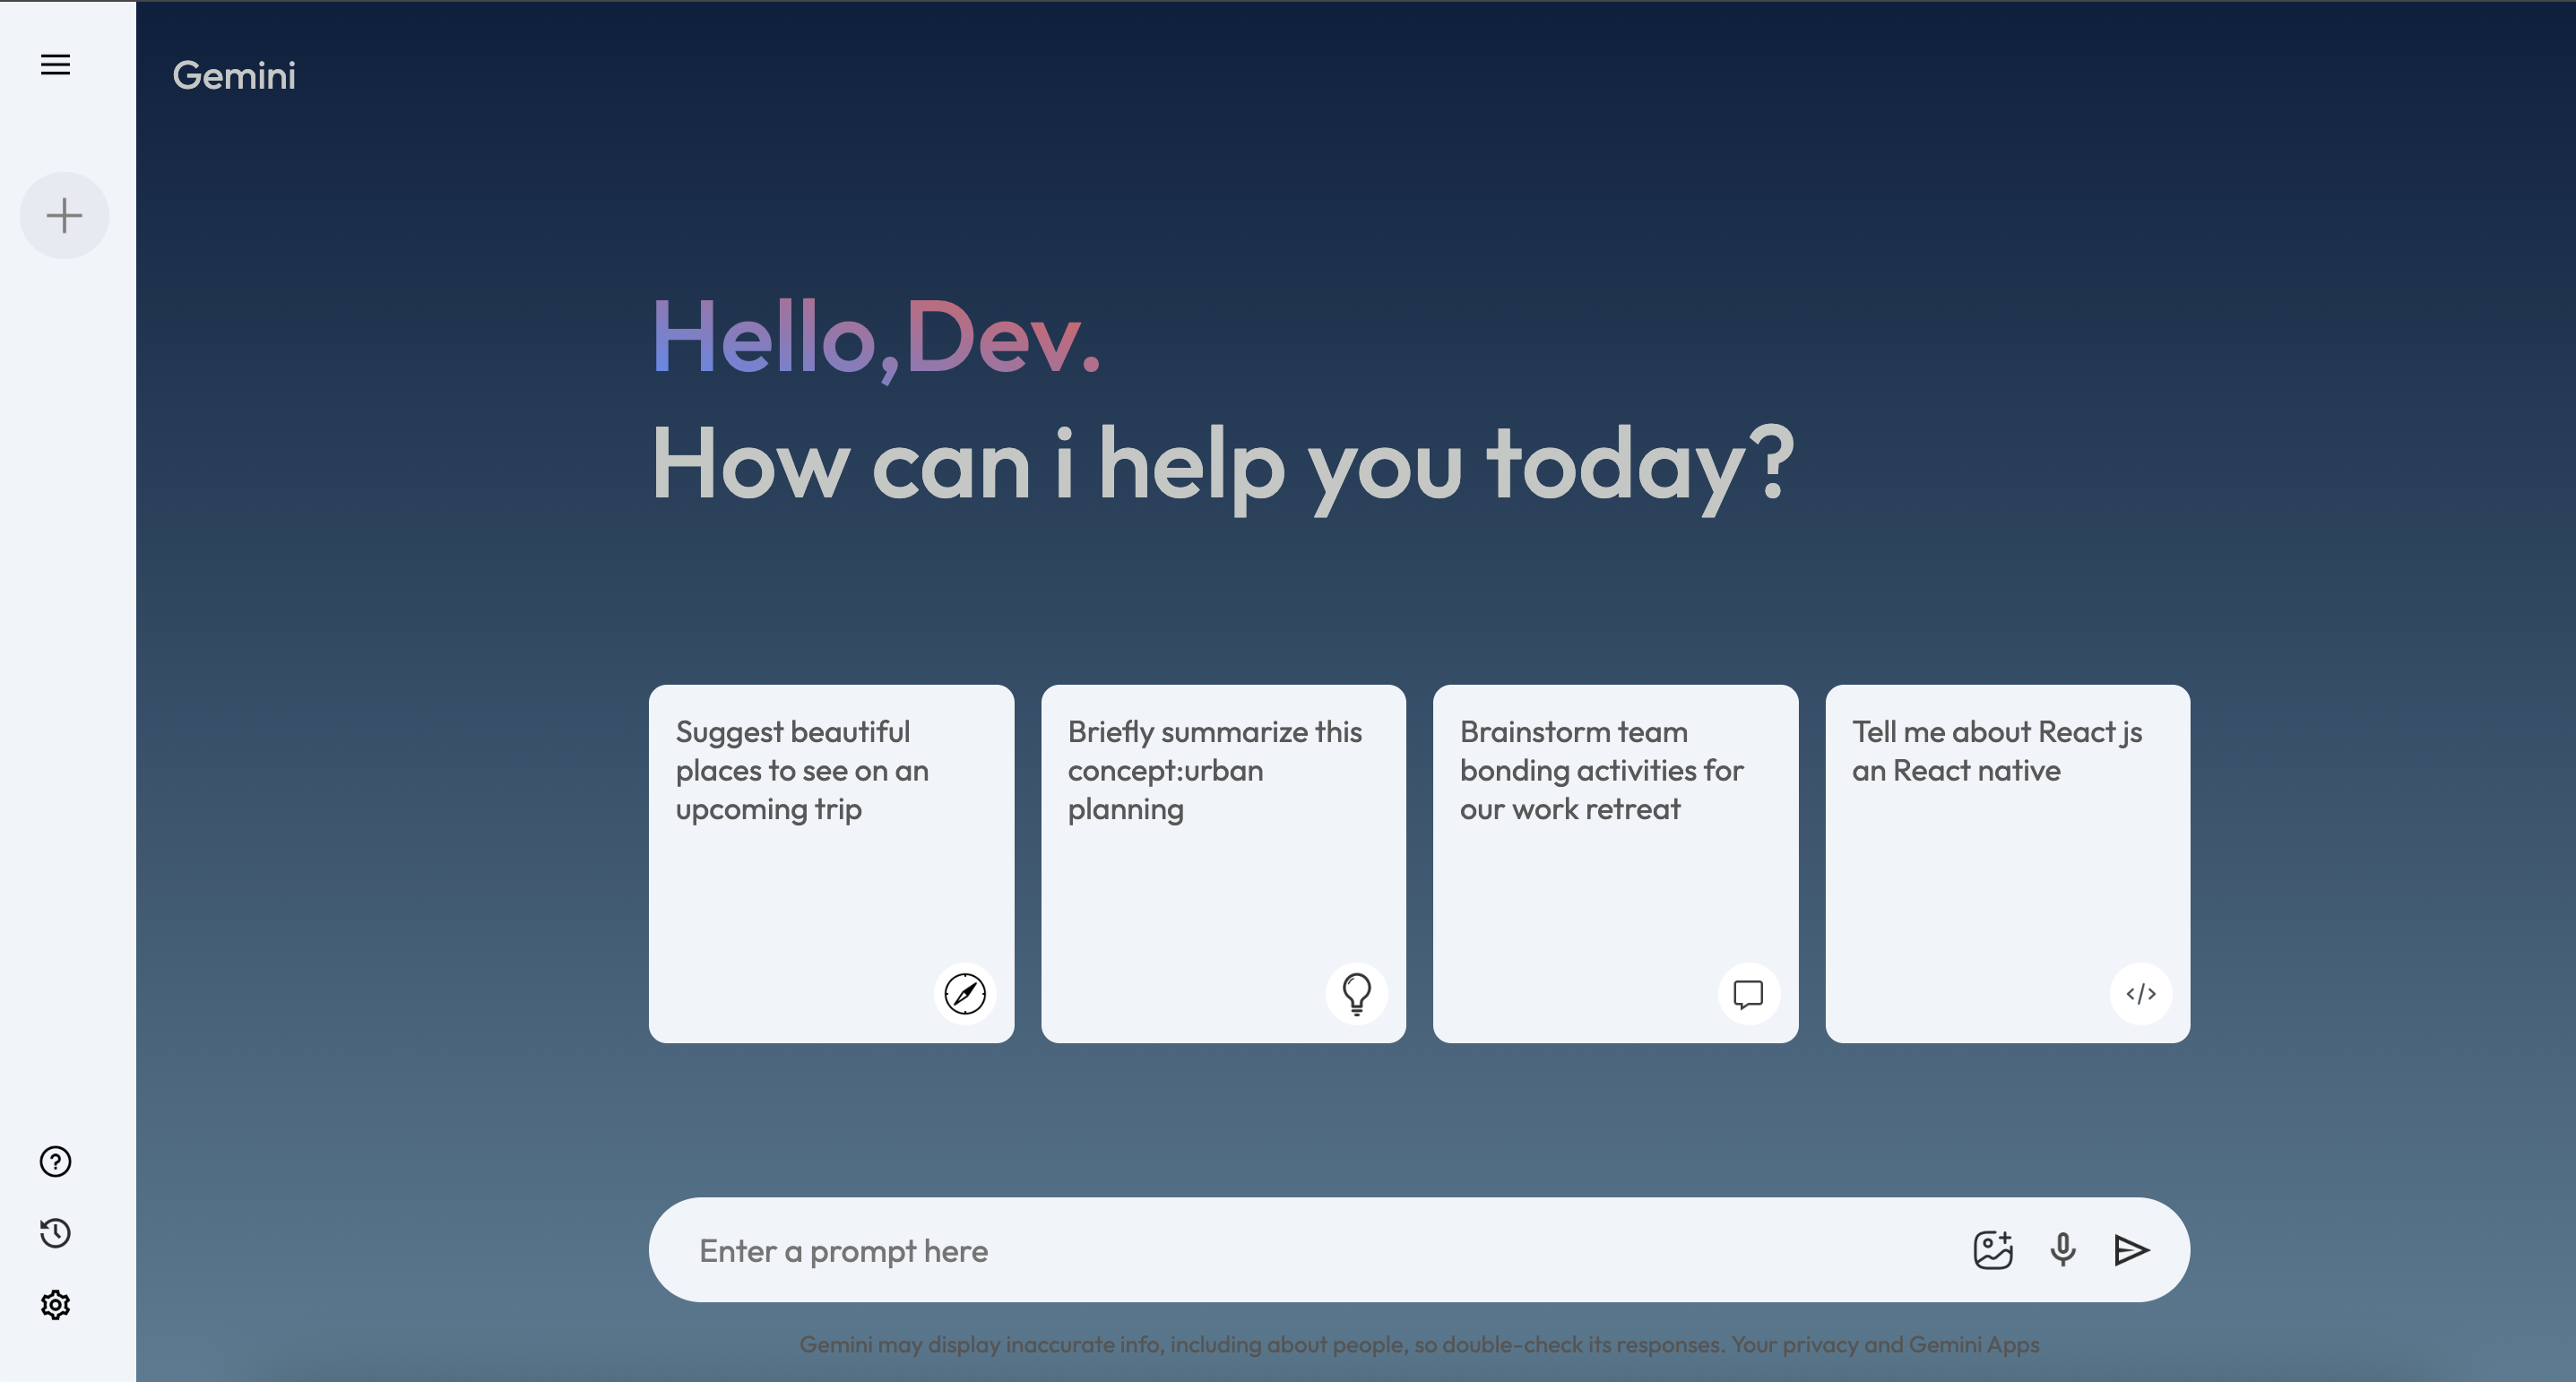 Gemini
Hello,Dev.
How can i help you today?
Suggest beautiful
places to see on an
upcoming trip
Briefly summarize this
concept:urban
planning
Brainstorm team
bonding activities for
our work retreat
Tell me about React js
an React native
Enter a prompt here
Gemini may display inaccurate info, including about people, so double-check its responses. Your privacy and Gemini Apps